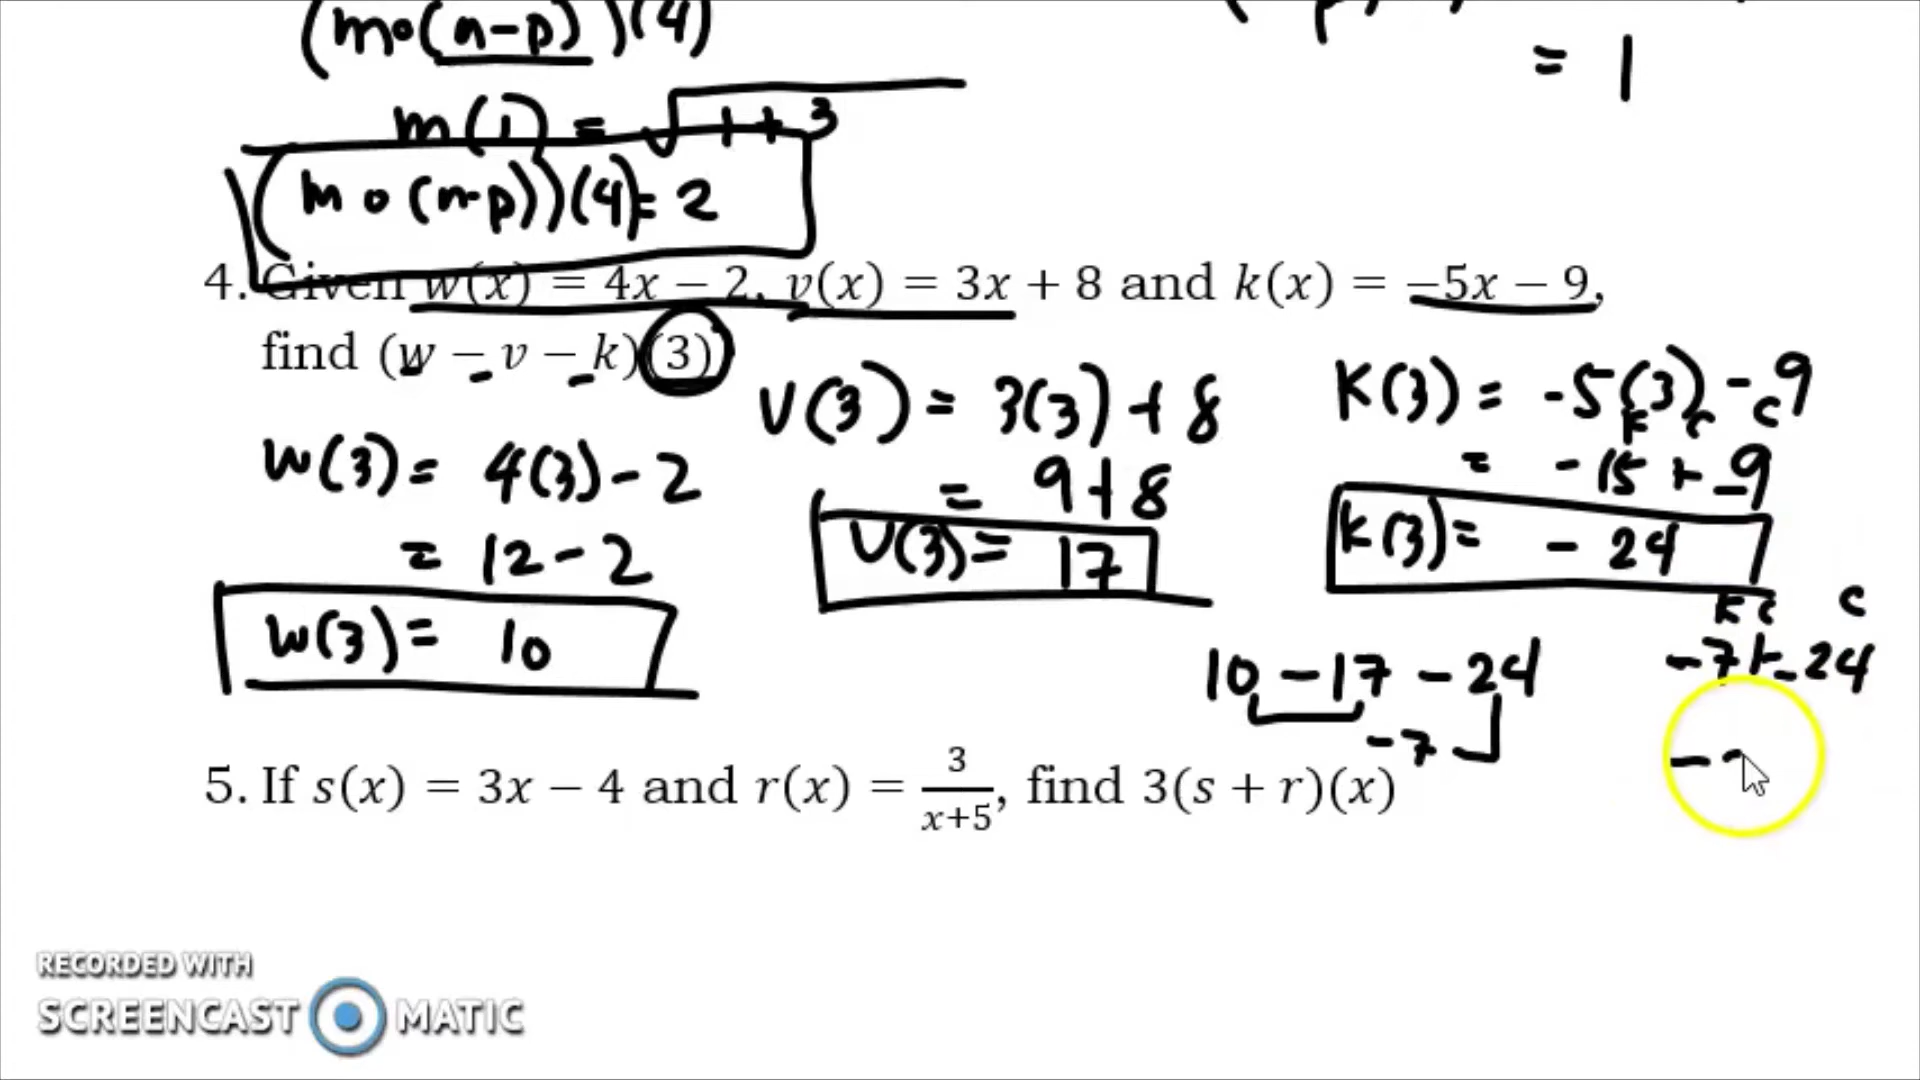 (mo(n-p))(4)
= 1
m(1) = √1+3
(mo(n-p))(4)= 2
4. Given w(x) = 4x − 2, v(x) = 3x + 8 and k(x) = −5x − 9,
find (w − v − k)(3)
w(3)= 4(3)-2
= 12-2
w(3)= 10
V(3) = 3(3)+8
= 9+8
V(3)= 17
K(3) = -5(3)-9
K C C
= -15 + -9
K(3)= -24
10 -17 -24
-7
K C C
-7+-24
5. If s(x) = 3x − 4 and r(x) = 3/(x+5), find 3(s + r)(x)
RECORDED WITH
SCREENCAST MATIC